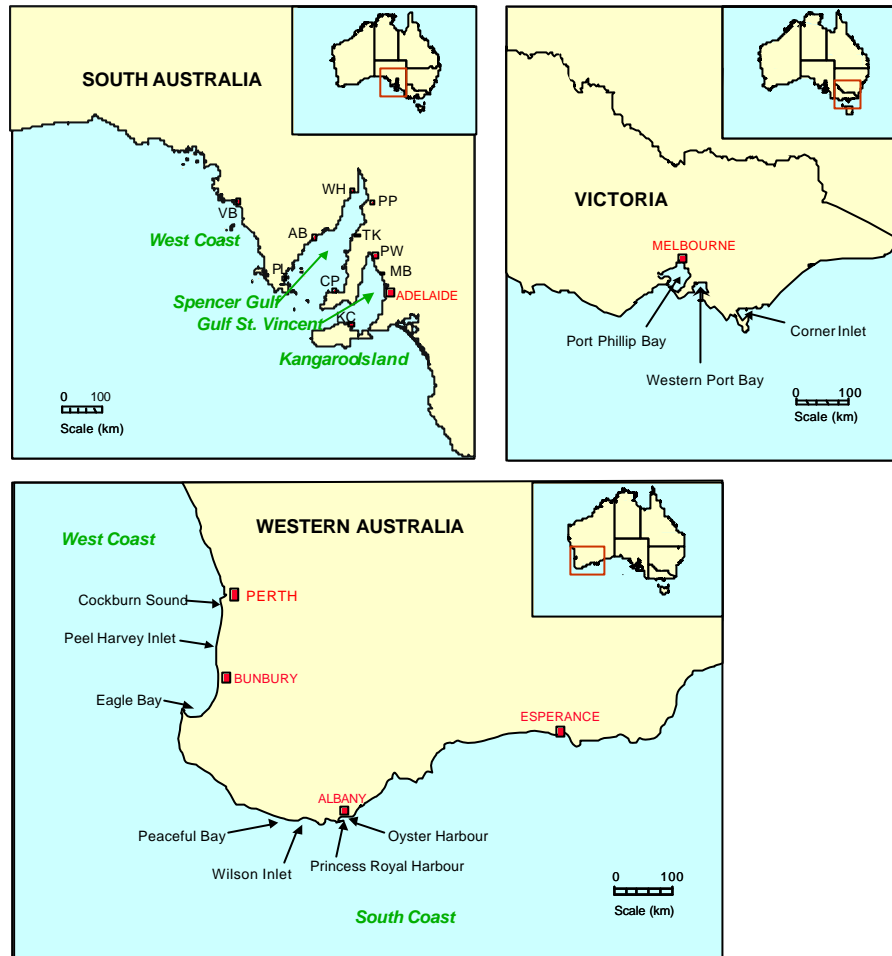 SOUTH AUSTRALIA
WH
PP
VB
West Coast
AB
TK
PW
PL
MB
CP
Spencer Gulf
ADELAIDE
Gulf St. Vincent
KC
KangarooIsland
0 100
Scale (km)
VICTORIA
MELBOURNE
Port Phillip Bay
Corner Inlet
Western Port Bay
0 100
Scale (km)
West Coast
WESTERN AUSTRALIA
Cockburn Sound
PERTH
Peel Harvey Inlet
BUNBURY
Eagle Bay
ESPERANCE
ALBANY
Peaceful Bay
Oyster Harbour
Wilson Inlet
Princess Royal Harbour
0 100
Scale (km)
South Coast